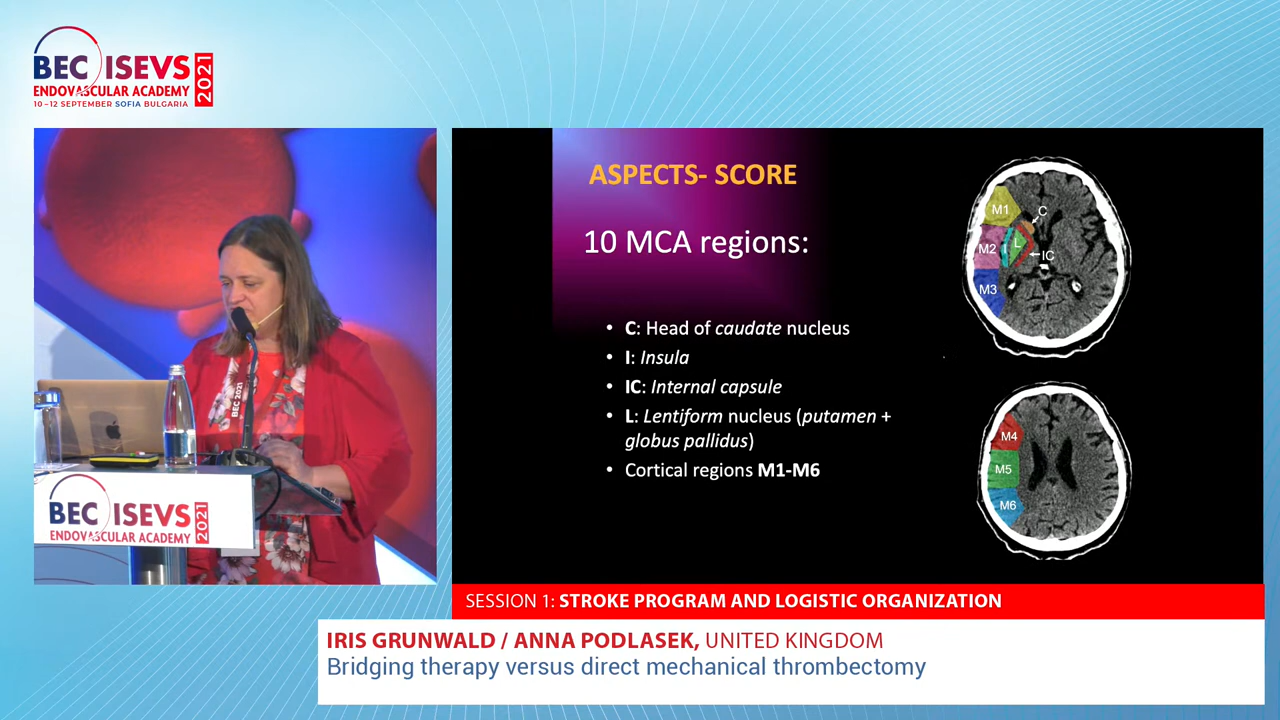 BEC ISEVS 2021
ENDOVASCULAR ACADEMY
10-12 SEPTEMBER SOFIA BULGARIA
BEC 2021
BEC ISEVS 2021
ENDOVASCULAR ACADEMY
ASPECTS- SCORE
10 MCA regions:
• C: Head of caudate nucleus
• I: Insula
• IC: Internal capsule
• L: Lentiform nucleus (putamen +
globus pallidus)
• Cortical regions M1-M6
M1
C
M2
I
L
IC
M3
M4
M5
M6
SESSION 1: STROKE PROGRAM AND LOGISTIC ORGANIZATION
IRIS GRUNWALD / ANNA PODLASEK, UNITED KINGDOM
Bridging therapy versus direct mechanical thrombectomy